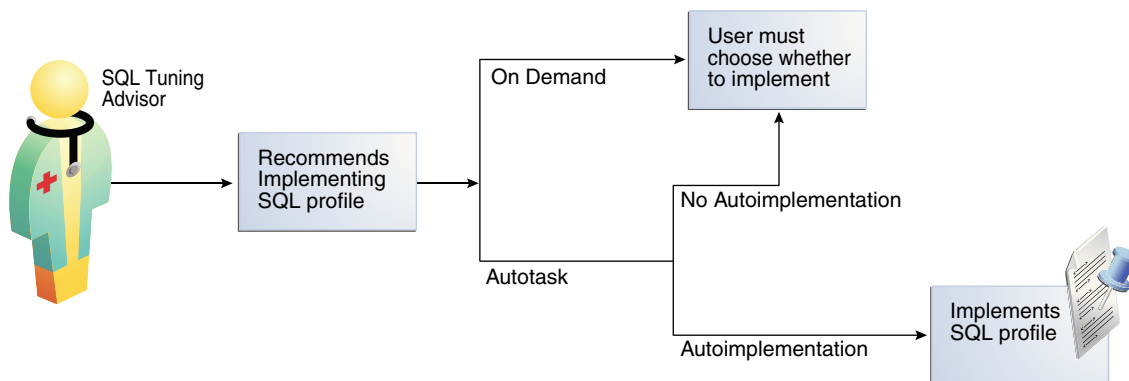 SQL Tuning
Advisor
Recommends
Implementing
SQL profile
On Demand
User must
choose whether
to implement
No Autoimplementation
Autotask
Autoimplementation
Implements
SQL profile